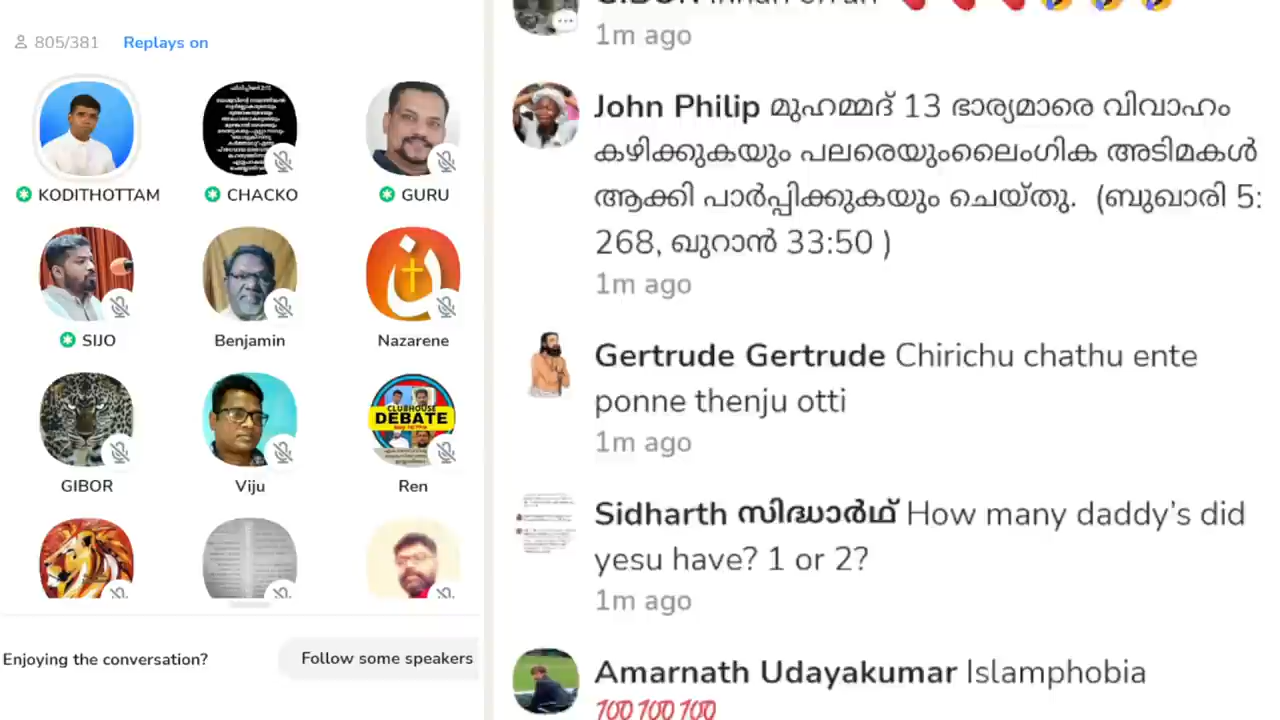 805/381 Replays on
KODITHOTTAM CHACKO GURU
SIJO Benjamin Nazarene
CLUBHOUSE
DEBATE
GIBOR Viju Ren
Enjoying the conversation? Follow some speakers
1m ago
John Philip മുഹമ്മദ് 13 ഭാര്യമാരെ വിവാഹം
കഴിക്കുകയും പലരെയുംലൈംഗിക അടിമകൾ
ആക്കി പാർപ്പിക്കുകയും ചെയ്തു. (ബുഖാരി 5:
268, ഖുറാൻ 33:50 )
1m ago
Gertrude Gertrude Chirichu chathu ente
ponne thenju otti
1m ago
Sidharth സിദ്ധാർഥ് How many daddy's did
yesu have? 1 or 2?
1m ago
Amarnath Udayakumar Islamphobia
💯💯💯